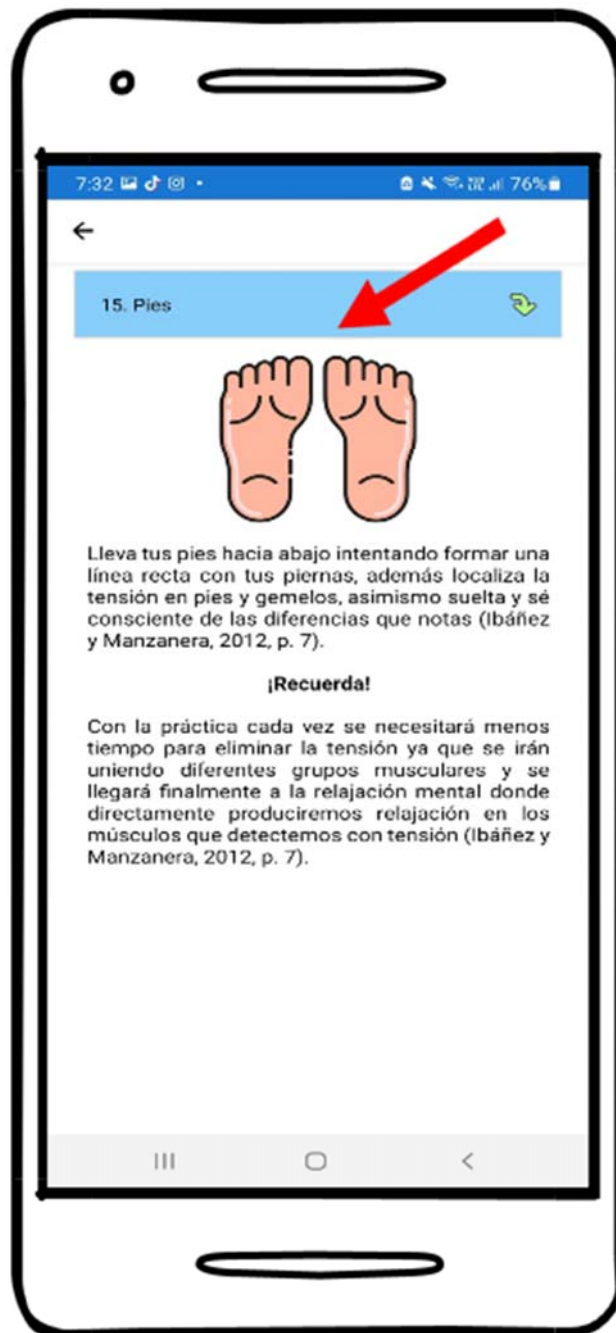 7:32
76%
15. Pies
Lleva tus pies hacia abajo intentando formar una
línea recta con tus piernas, además localiza la
tensión en pies y gemelos, asimismo suelta y sé
consciente de las diferencias que notas (Ibáñez
y Manzanera, 2012, p. 7).
¡Recuerda!
Con la práctica cada vez se necesitará menos
tiempo para eliminar la tensión ya que se irán
uniendo diferentes grupos musculares y se
llegará finalmente a la relajación mental donde
directamente produciremos relajación en los
músculos que detectemos con tensión (Ibáñez y
Manzanera, 2012, p. 7).